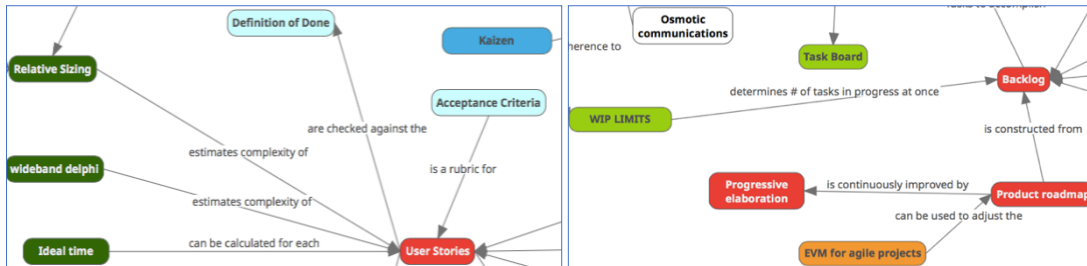 Definition of Done
Kaizen
Relative Sizing
Acceptance Criteria
are checked against the
estimates complexity of
wideband delphi
is a rubric for
estimates complexity of
can be calculated for each
Ideal time
User Stories
Osmotic
communications
herence to
Task Board
Backlog
determines # of tasks in progress at once
WIP LIMITS
is constructed from
Progressive
elaboration
is continuously improved by
Product roadmap
can be used to adjust the
EVM for agile projects